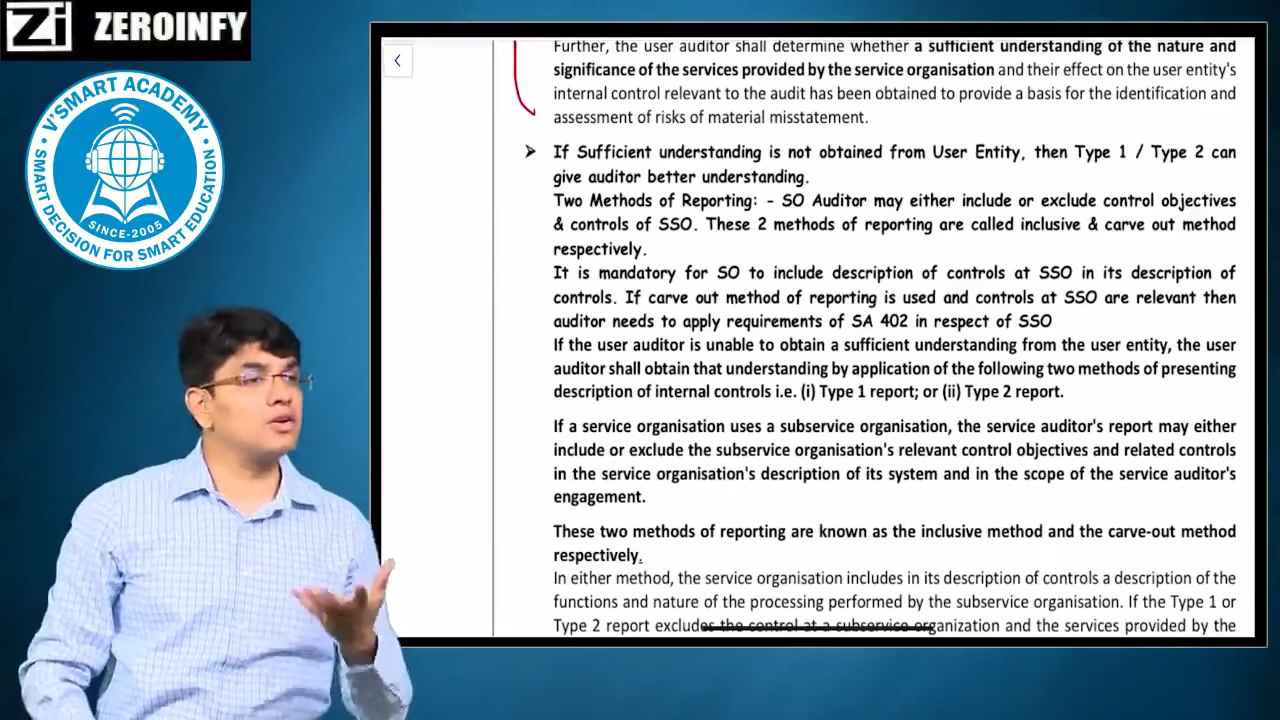 Zi ZEROINFY
V'SMART ACADEMY
SMART DECISION FOR SMART EDUCATION
SINCE-2005
Further, the user auditor shall determine whether a sufficient understanding of the nature and
significance of the services provided by the service organisation and their effect on the user entity's
internal control relevant to the audit has been obtained to provide a basis for the identification and
assessment of risks of material misstatement.
➤ If Sufficient understanding is not obtained from User Entity, then Type 1 / Type 2 can
give auditor better understanding.
Two Methods of Reporting: - SO Auditor may either include or exclude control objectives
& controls of SSO. These 2 methods of reporting are called inclusive & carve out method
respectively.
It is mandatory for SO to include description of controls at SSO in its description of
controls. If carve out method of reporting is used and controls at SSO are relevant then
auditor needs to apply requirements of SA 402 in respect of SSO
If the user auditor is unable to obtain a sufficient understanding from the user entity, the user
auditor shall obtain that understanding by application of the following two methods of presenting
description of internal controls i.e. (i) Type 1 report; or (ii) Type 2 report.
If a service organisation uses a subservice organisation, the service auditor's report may either
include or exclude the subservice organisation's relevant control objectives and related controls
in the service organisation's description of its system and in the scope of the service auditor's
engagement.
These two methods of reporting are known as the inclusive method and the carve-out method
respectively.
In either method, the service organisation includes in its description of controls a description of the
functions and nature of the processing performed by the subservice organisation. If the Type 1 or
Type 2 report excludes the control at a subservice organization and the services provided by the